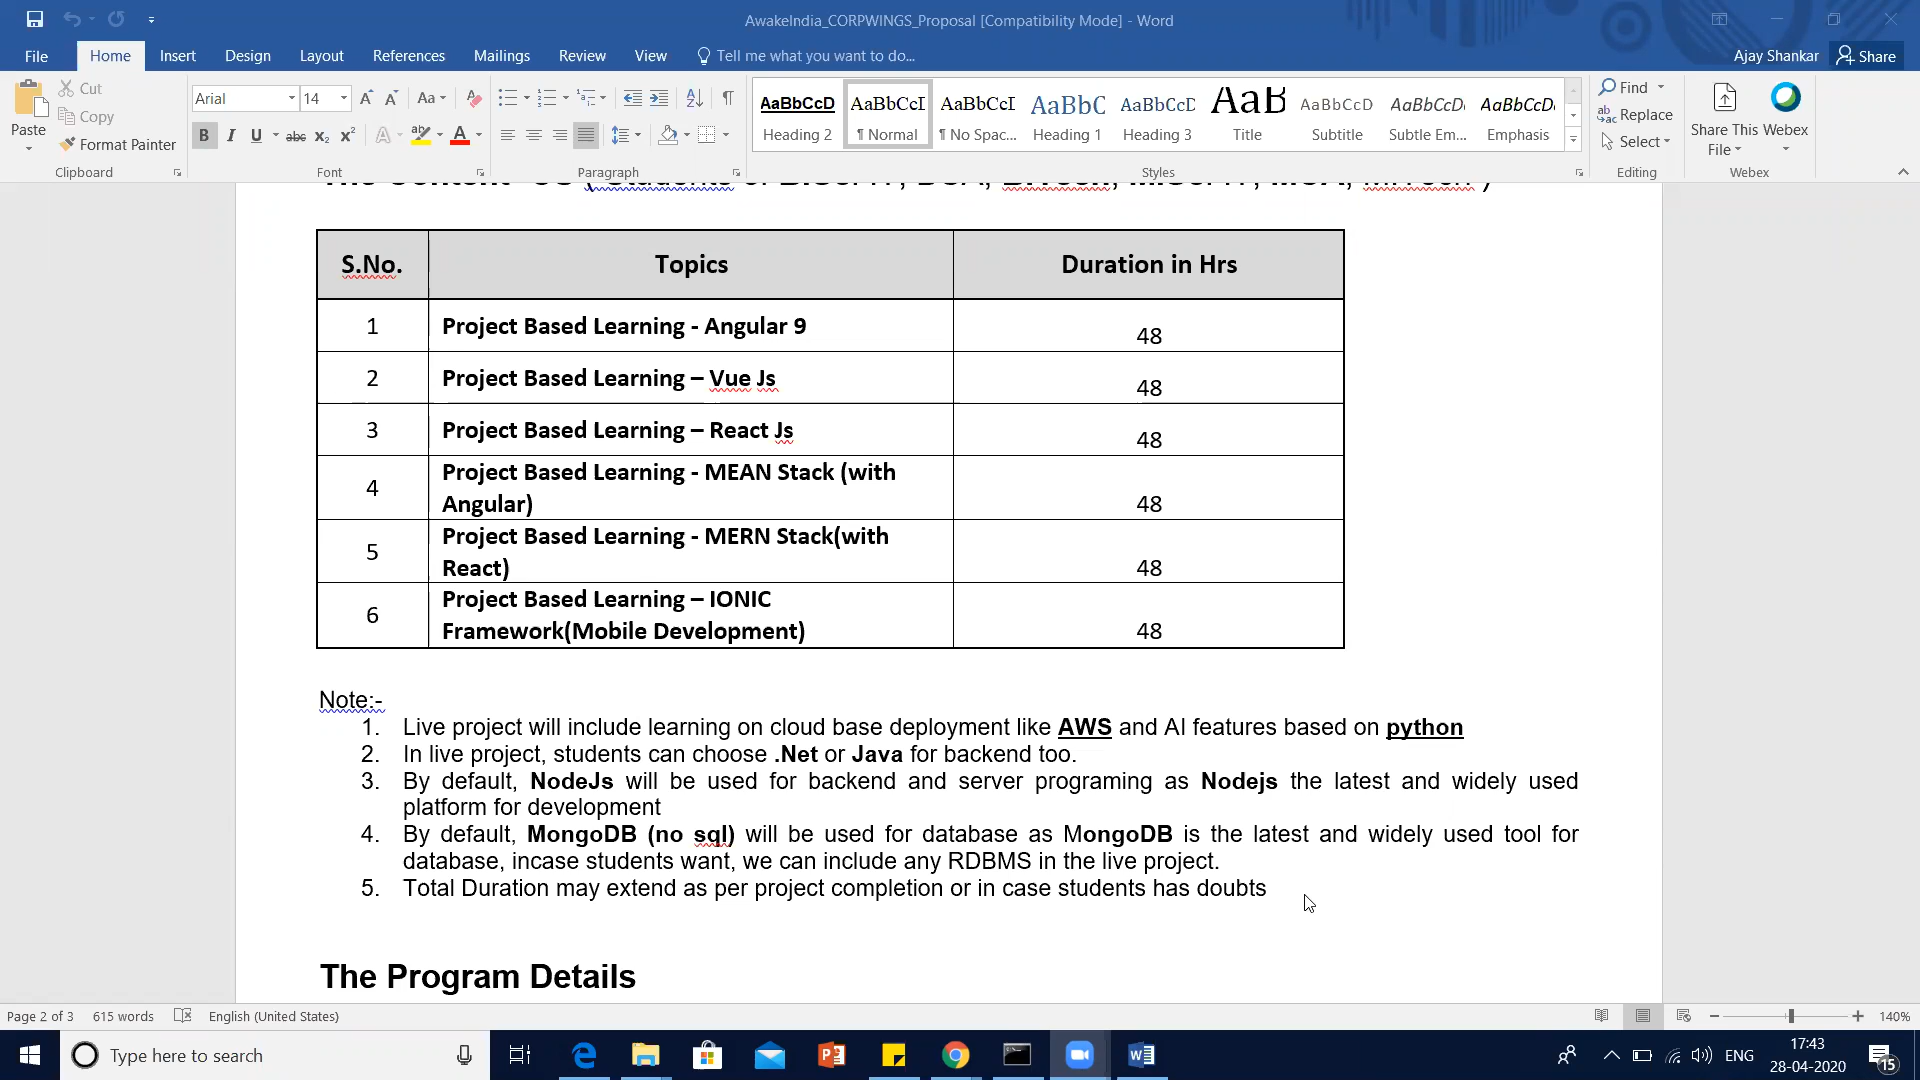 AwakeIndia_CORPWINGS_Proposal [Compatibility Mode] - Word
File Home Insert Design Layout References Mailings Review View Tell me what you want to do... Ajay Shankar Share
Paste Cut Copy Format Painter
Clipboard
Arial 14
Font
Paragraph
AaBbCcD AaBbCcI AaBbCcI AaBbC AaBbCcD AaB AaBbCcD AaBbCcD AaBbCcD
Heading 2 ¶ Normal ¶ No Spac... Heading 1 Heading 3 Title Subtitle Subtle Em... Emphasis
Styles
Find Replace Select
Editing
Share This File Webex
Webex
S.No. Topics Duration in Hrs
1 Project Based Learning - Angular 9 48
2 Project Based Learning – Vue Js 48
3 Project Based Learning – React Js 48
4 Project Based Learning - MEAN Stack (with
Angular) 48
5 Project Based Learning - MERN Stack(with
React) 48
6 Project Based Learning – IONIC
Framework(Mobile Development) 48
Note:-
1. Live project will include learning on cloud base deployment like AWS and AI features based on python
2. In live project, students can choose .Net or Java for backend too.
3. By default, NodeJs will be used for backend and server programing as Nodejs the latest and widely used
platform for development
4. By default, MongoDB (no sql) will be used for database as MongoDB is the latest and widely used tool for
database, incase students want, we can include any RDBMS in the live project.
5. Total Duration may extend as per project completion or in case students has doubts
The Program Details
Page 2 of 3 615 words English (United States) 140%
Type here to search ENG 17:43
28-04-2020 15